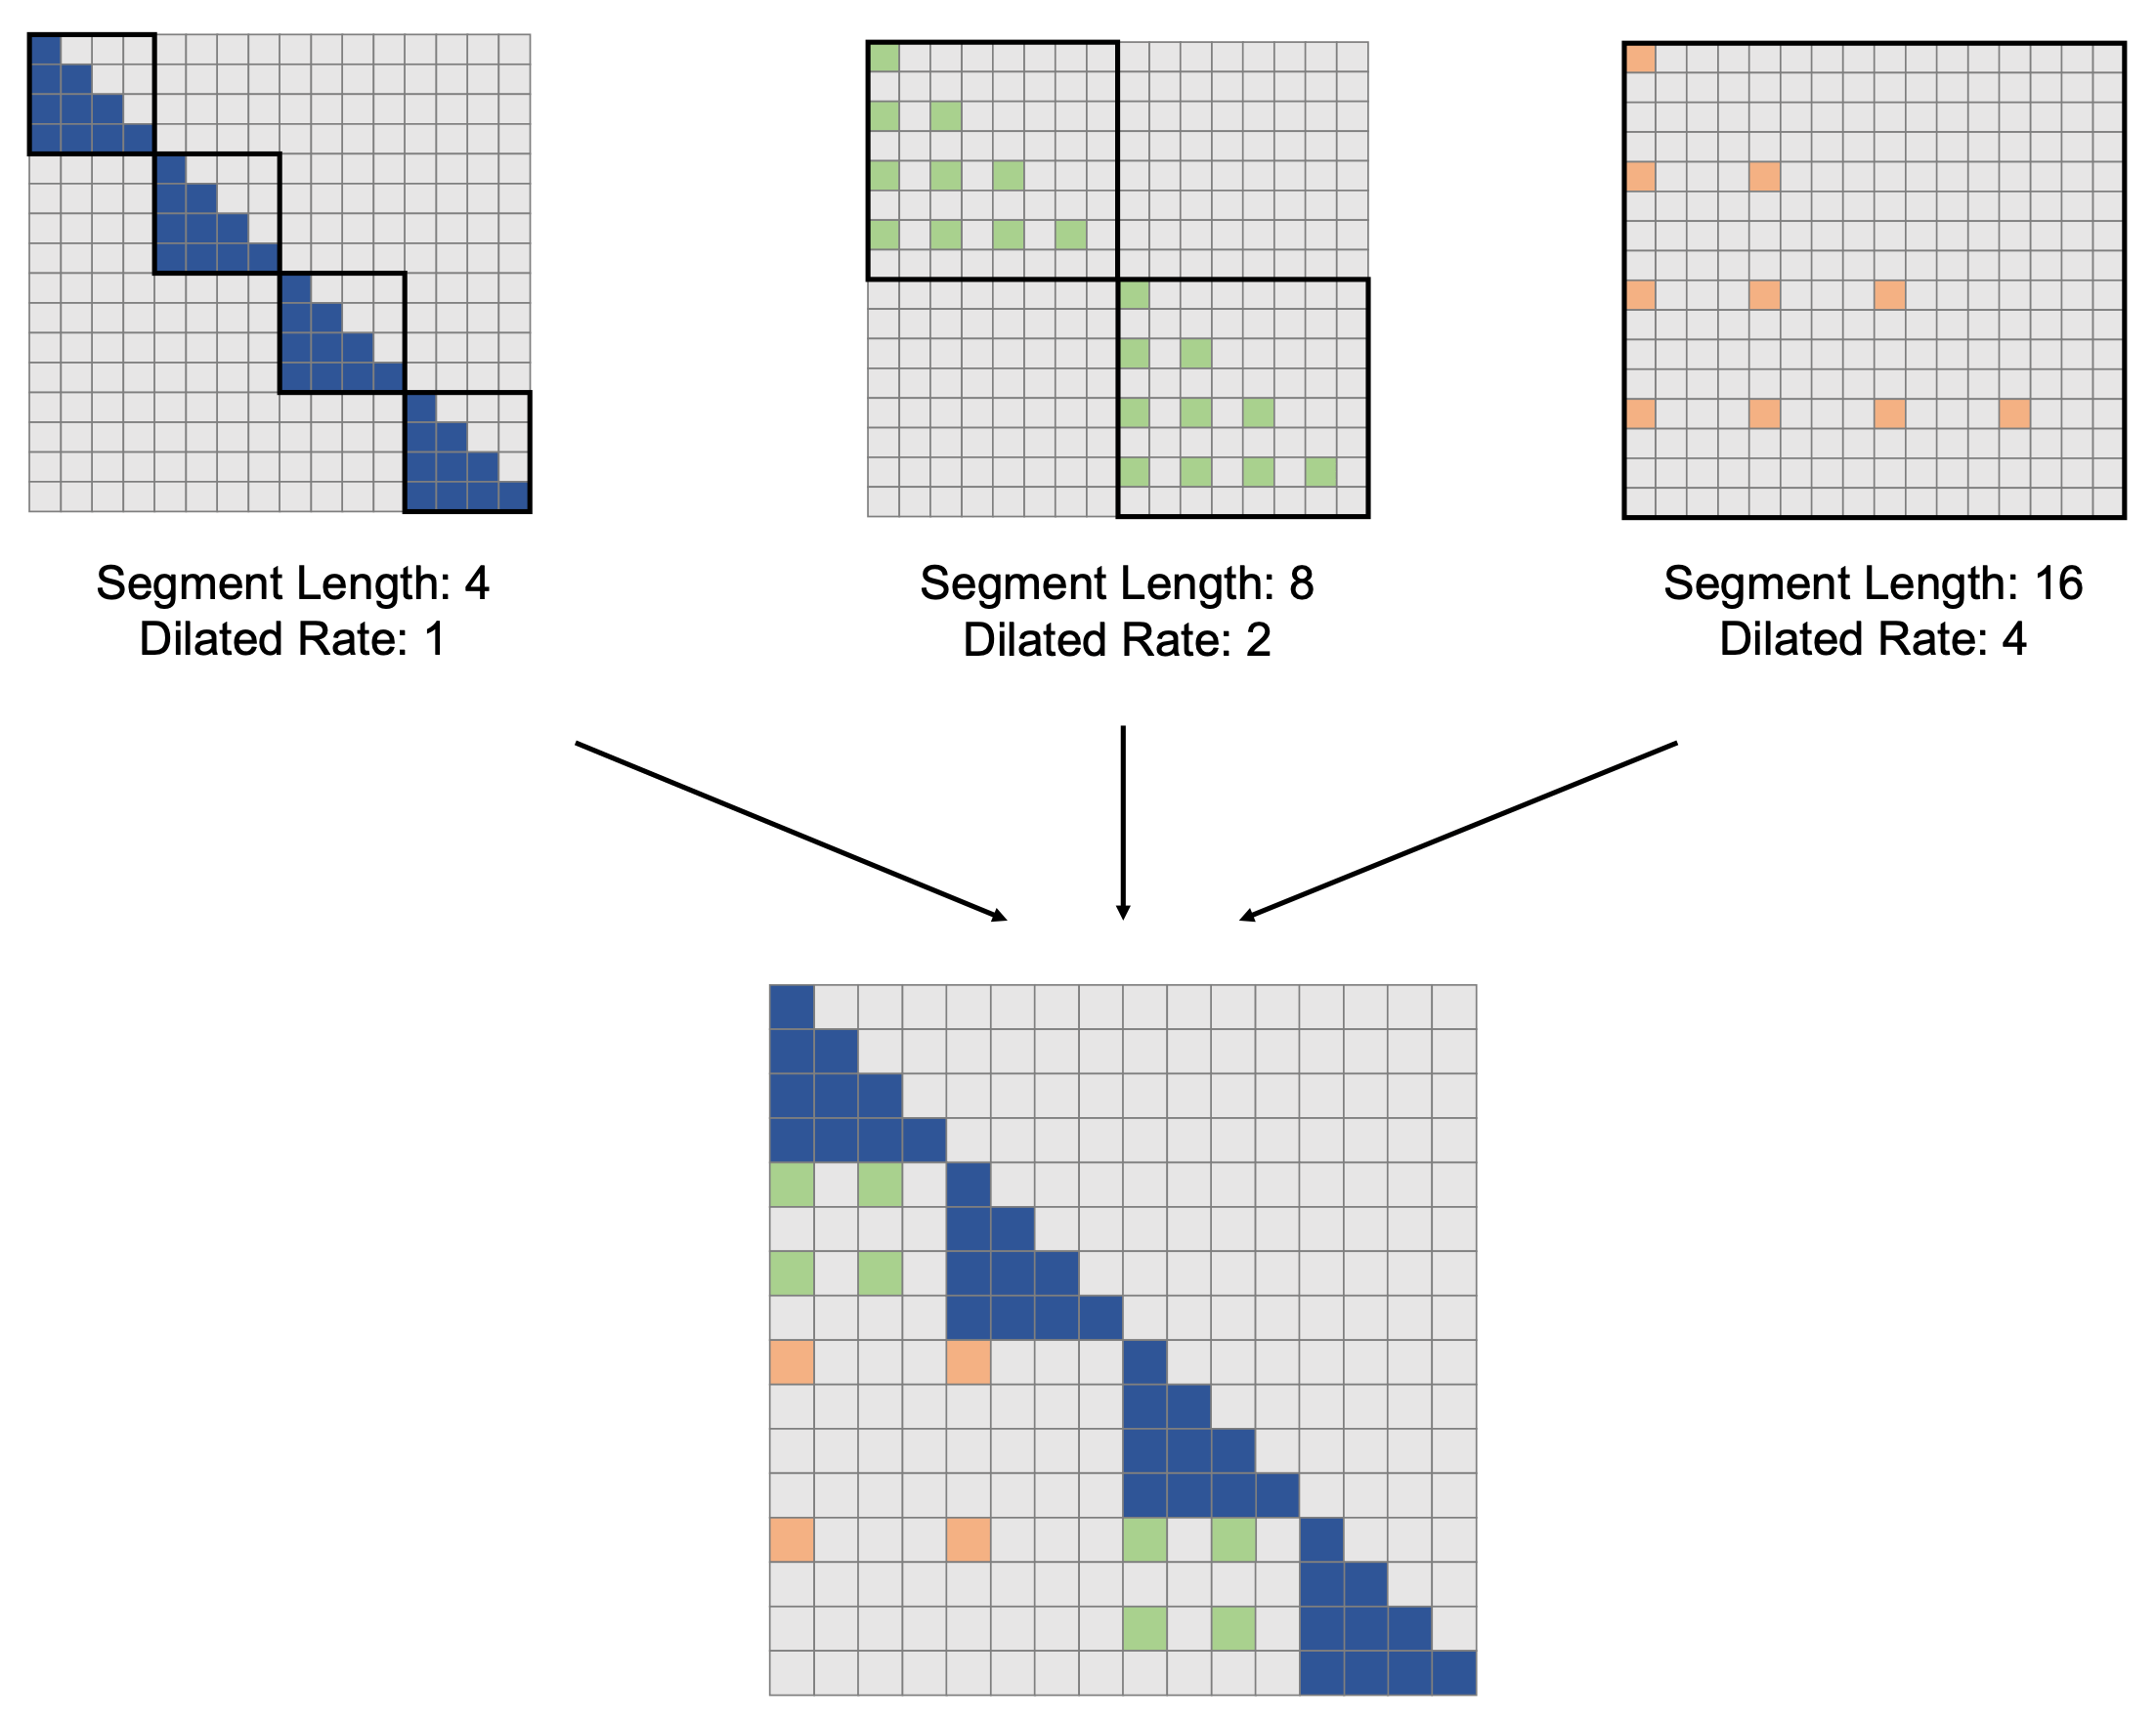 Segment Length: 4
Dilated Rate: 1
Segment Length: 8
Dilated Rate: 2
Segment Length: 16
Dilated Rate: 4